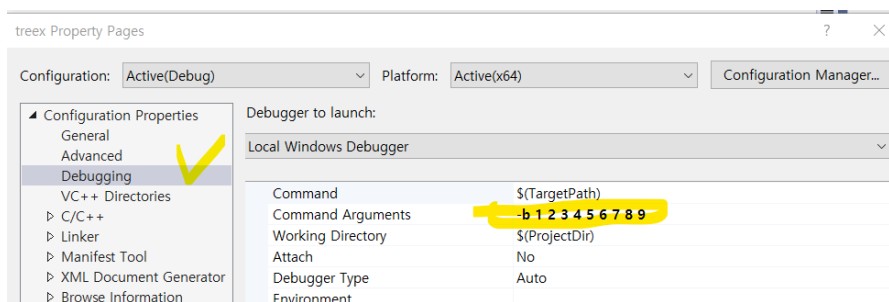 treex Property Pages ? ×
Configuration: Active(Debug) Platform: Active(x64) Configuration Manager...
Configuration Properties
General
Advanced
Debugging
VC++ Directories
C/C++
Linker
Manifest Tool
XML Document Generator
Browse Information
Debugger to launch:
Local Windows Debugger
Command $(TargetPath)
Command Arguments -b 1 2 3 4 5 6 7 8 9
Working Directory $(ProjectDir)
Attach No
Debugger Type Auto
Environment